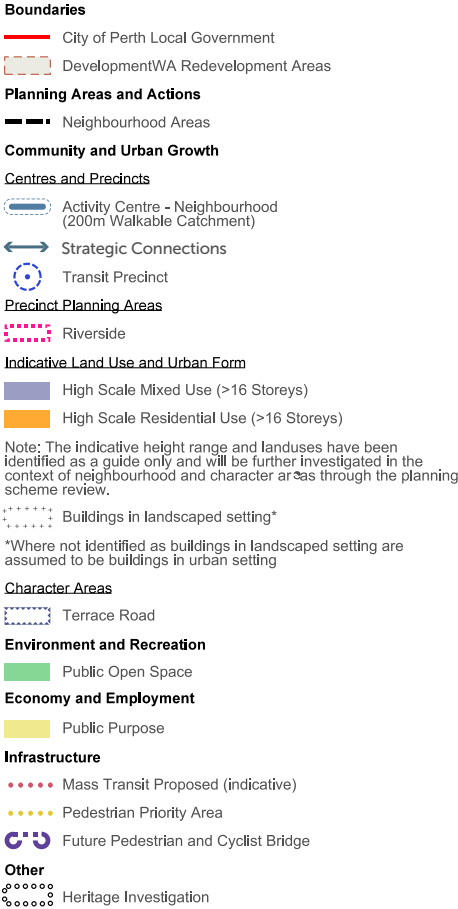 Boundaries
City of Perth Local Government
DevelopmentWA Redevelopment Areas
Planning Areas and Actions
Neighbourhood Areas
Community and Urban Growth
Centres and Precincts
Activity Centre - Neighbourhood
(200m Walkable Catchment)
Strategic Connections
Transit Precinct
Precinct Planning Areas
Riverside
Indicative Land Use and Urban Form
High Scale Mixed Use (>16 Storeys)
High Scale Residential Use (>16 Storeys)
Note: The indicative height range and landuses have been
identified as a guide only and will be further investigated in the
context of neighbourhood and character areas through the planning
scheme review.
Buildings in landscaped setting*
*Where not identified as buildings in landscaped setting are
assumed to be buildings in urban setting
Character Areas
Terrace Road
Environment and Recreation
Public Open Space
Economy and Employment
Public Purpose
Infrastructure
Mass Transit Proposed (indicative)
Pedestrian Priority Area
Future Pedestrian and Cyclist Bridge
Other
Heritage Investigation